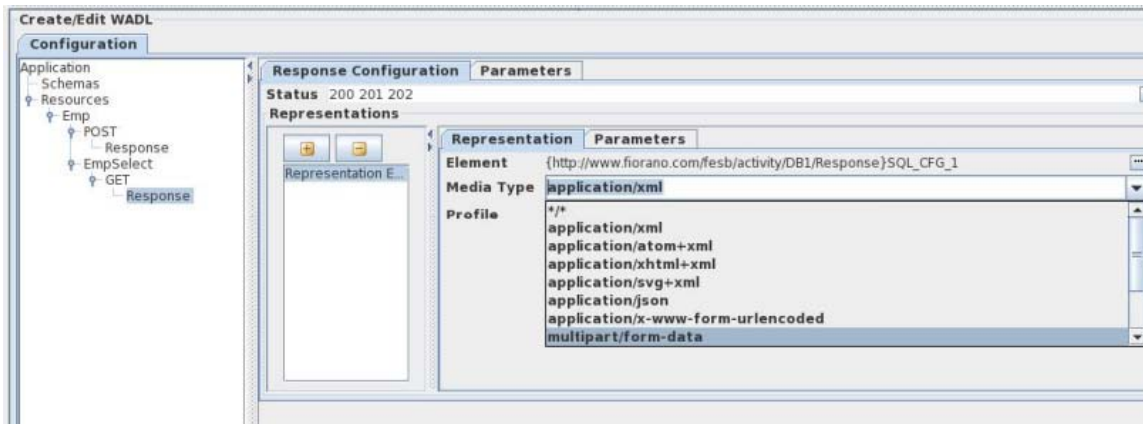 Create/Edit WADL
Configuration
Application
Schemas
Resources
Emp
POST
Response
EmpSelect
GET
Response
Response Configuration Parameters
Status 200 201 202
Representations
Representation E...
Representation Parameters
Element {http://www.fiorano.com/fesb/activity/DB1/Response}SQL_CFG_1
Media Type application/xml
Profile
*/*
application/xml
application/atom+xml
application/xhtml+xml
application/svg+xml
application/json
application/x-www-form-urlencoded
multipart/form-data